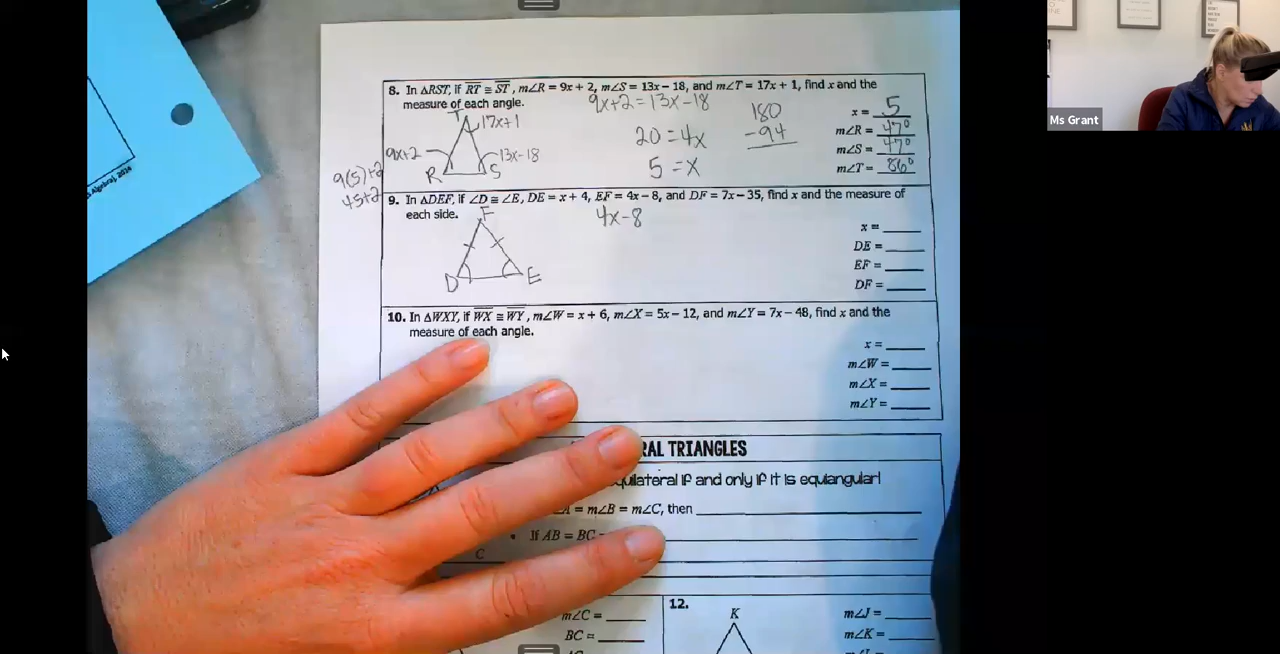 8. In ΔRST, if RT ≅ ST, m∠R = 9x + 2, m∠S = 13x − 18, and m∠T = 17x + 1, find x and the
measure of each angle.
9x+2=13x-18
20=4x
5=x
180
-94
T
17x+1
9x+2
13x-18
R S
9(5)+2
45+2
x = 5
m∠R = 47°
m∠S = 47°
m∠T = 86°
9. In ΔDEF, if ∠D ≅ ∠E, DE = x + 4, EF = 4x − 8, and DF = 7x − 35, find x and the measure of
each side.
4x-8
F
D E
x =
DE =
EF =
DF =
10. In ΔWXY, if WX ≅ WY, m∠W = x + 6, m∠X = 5x − 12, and m∠Y = 7x − 48, find x and the
measure of each angle.
x =
m∠W =
m∠X =
m∠Y =
TRIANGLES
if and only if it is equiangular!
= m∠B = m∠C, then
If AB = BC
C
m∠C =
BC =
12.
K
m∠J =
m∠K =
Ms Grant